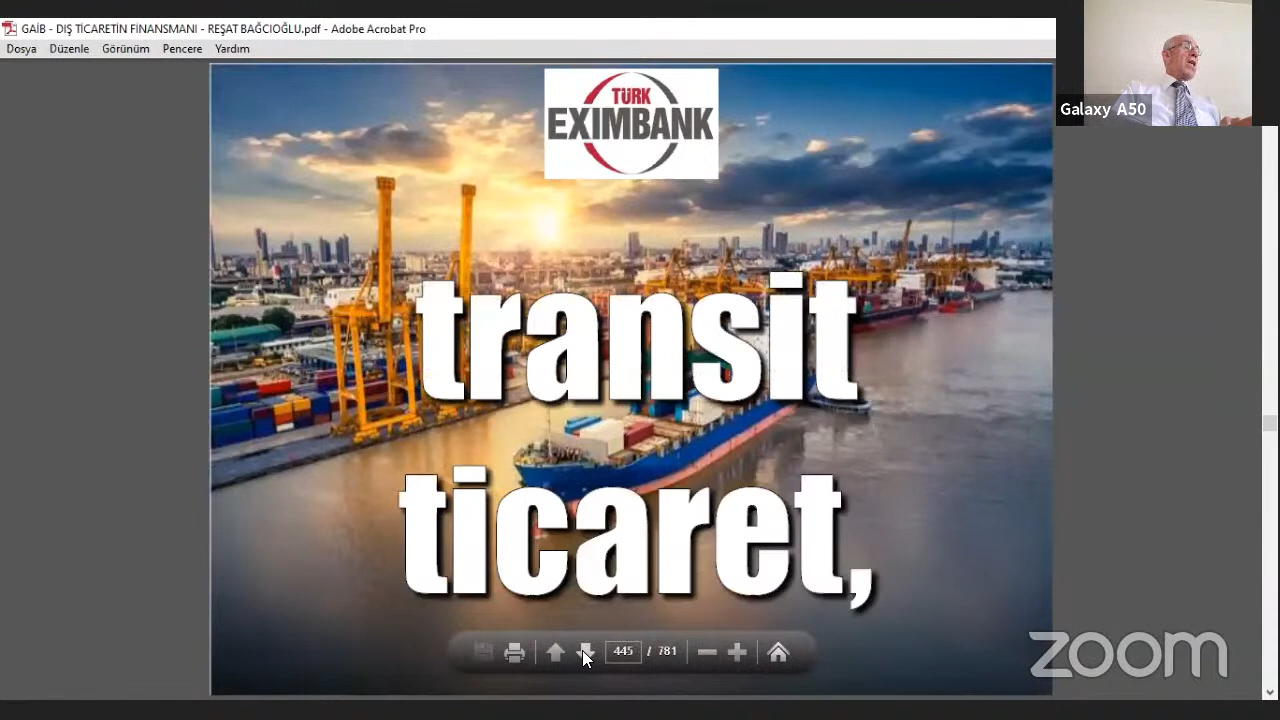 GAİB - DIŞ TİCARETİN FİNANSMANI - REŞAT BAĞCIOĞLU.pdf - Adobe Acrobat Pro
Dosya Düzenle Görünüm Pencere Yardım
Galaxy A50
TÜRK
EXIMBANK
transit
ticaret,
445 / 781
zoom